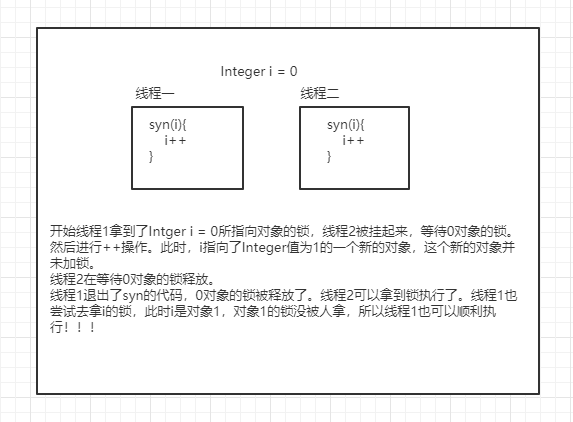 Integer i = 0
线程一
线程二
syn(i){
i++
}
syn(i){
i++
}
开始线程1拿到了Intger i = 0所指向对象的锁，线程2被挂起来，等待0对象的锁。
然后进行++操作。此时，i指向了Integer值为1的一个新的对象，这个新的对象并
未加锁。
线程2在等待0对象的锁释放。
线程1退出了syn的代码，0对象的锁被释放了。线程2可以拿到锁执行了。线程1也
尝试去拿i的锁，此时i是对象1，对象1的锁没被人拿，所以线程1也可以顺利执
行！！！